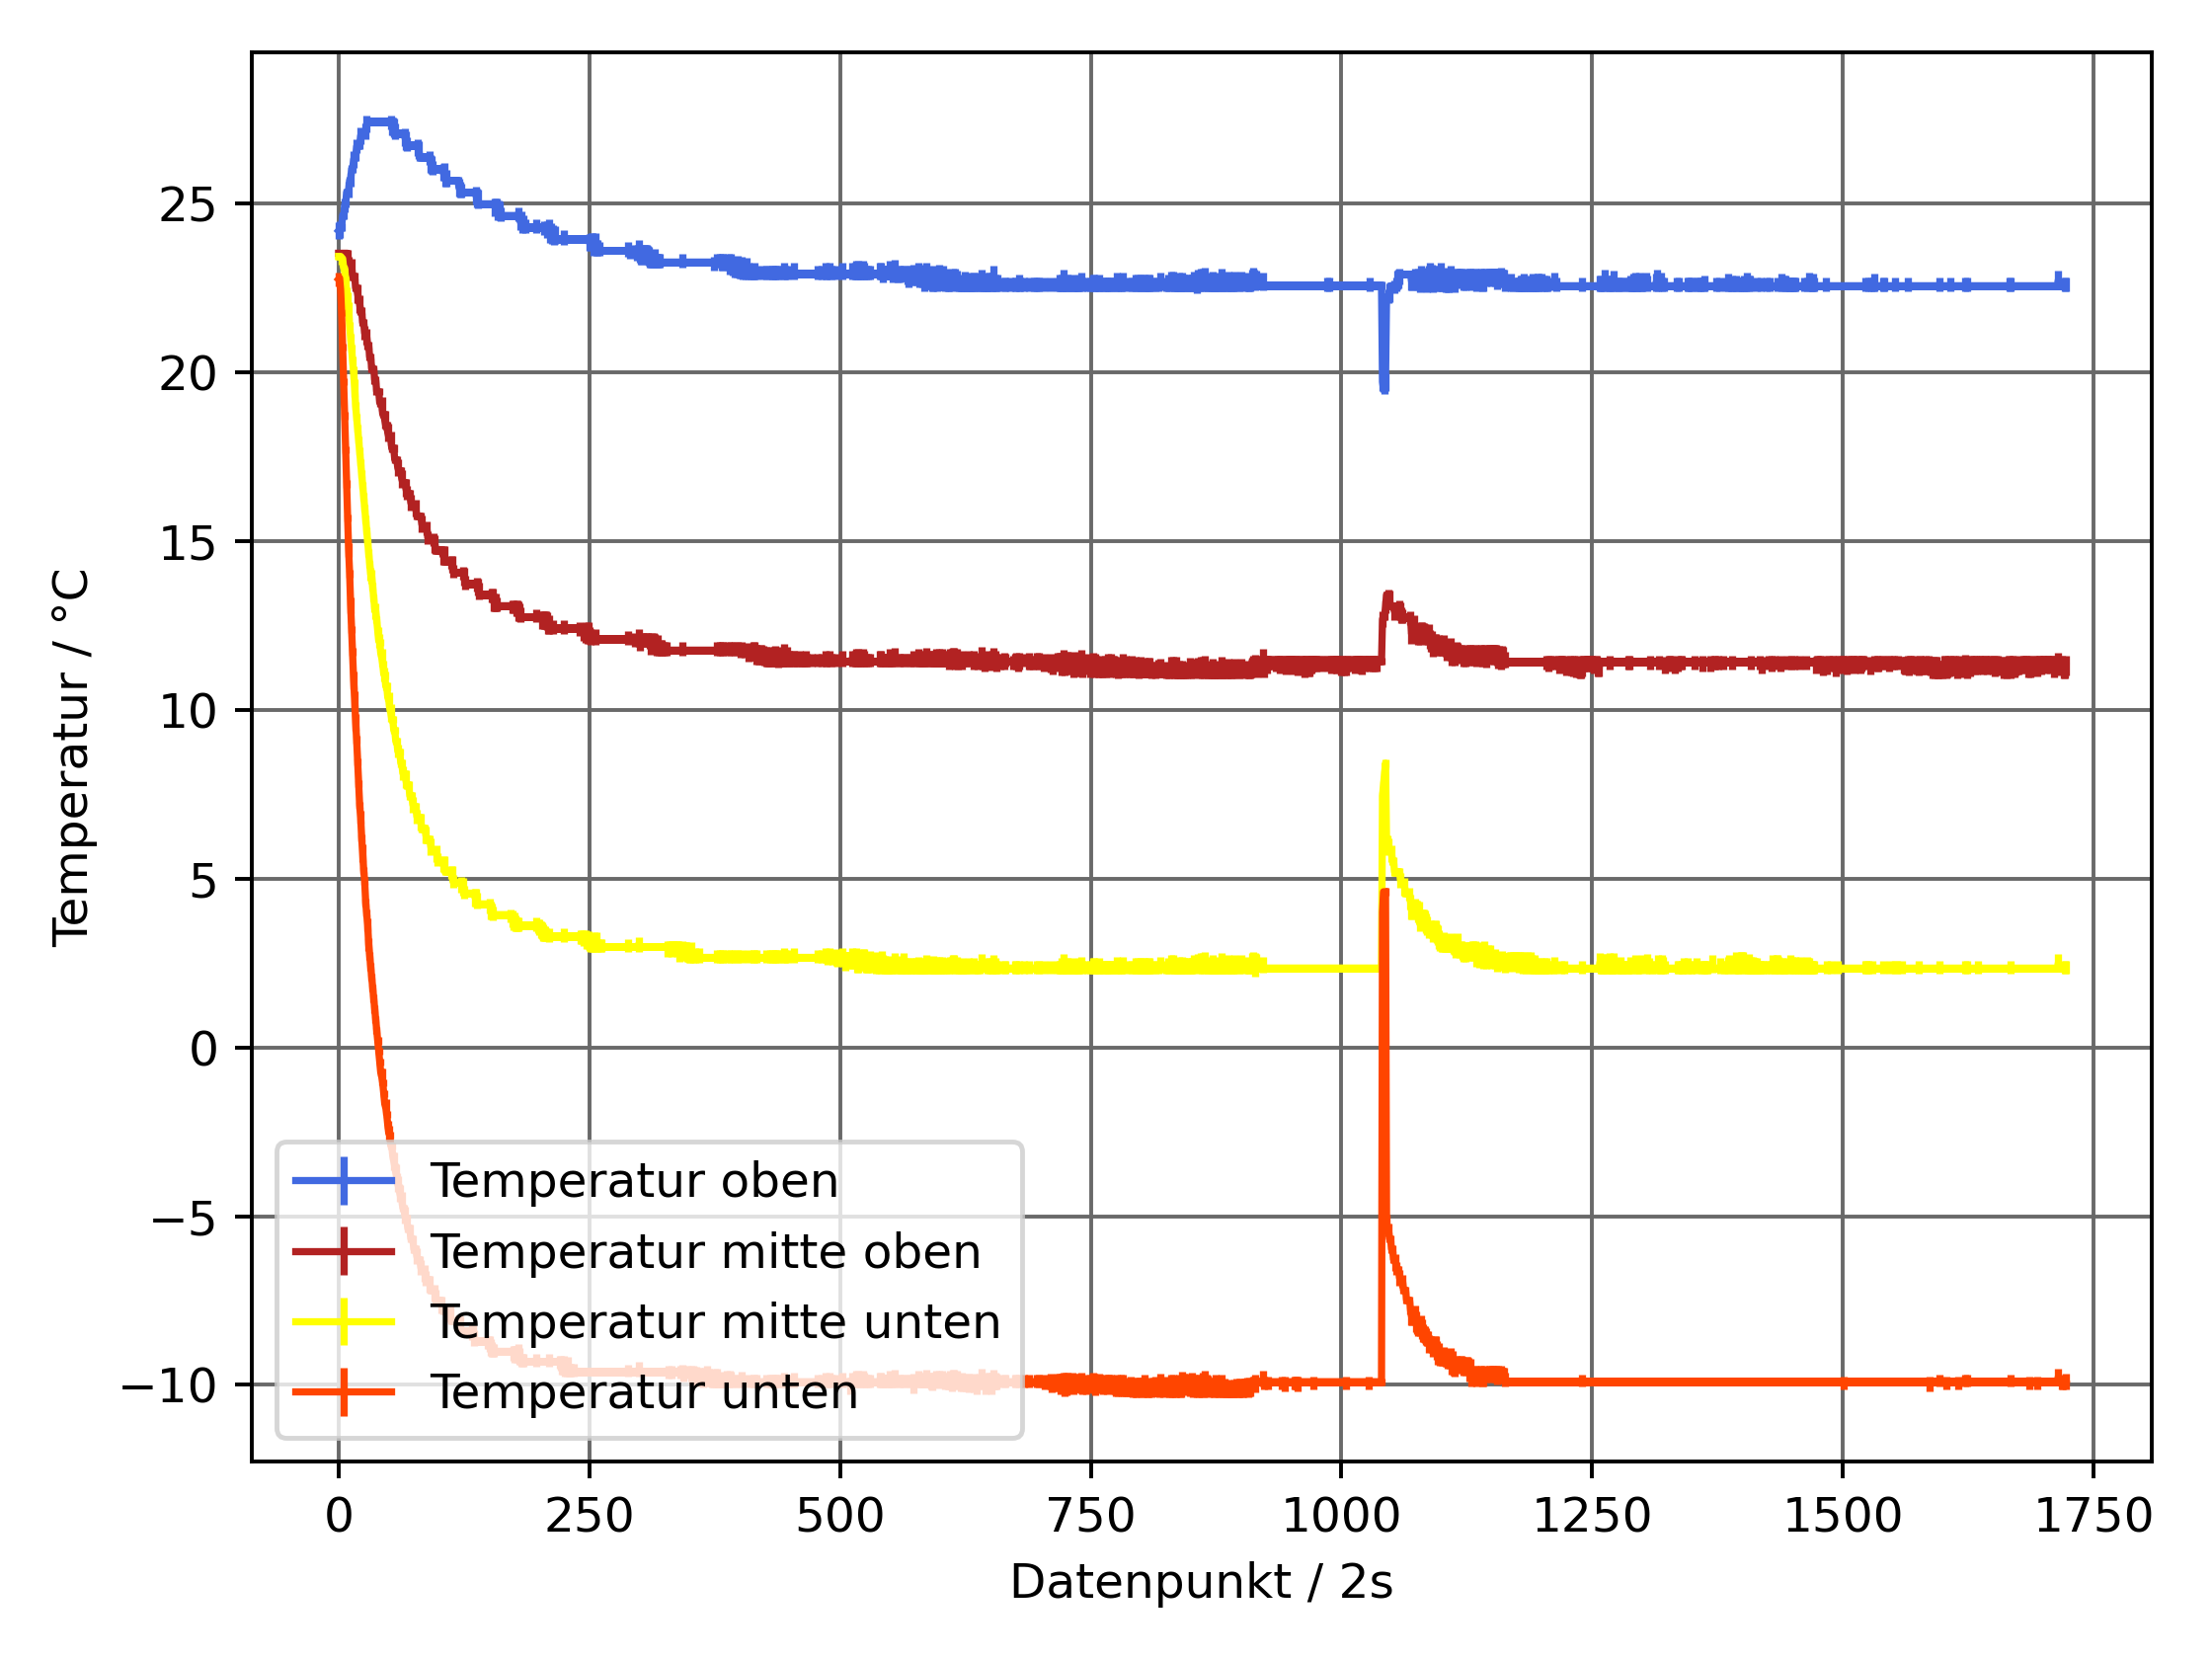 Temperatur / °C
25
20
15
10
5
0
−5
−10
Temperatur oben
Temperatur mitte oben
Temperatur mitte unten
Temperatur unten
0 250 500 750 1000 1250 1500 1750
Datenpunkt / 2s